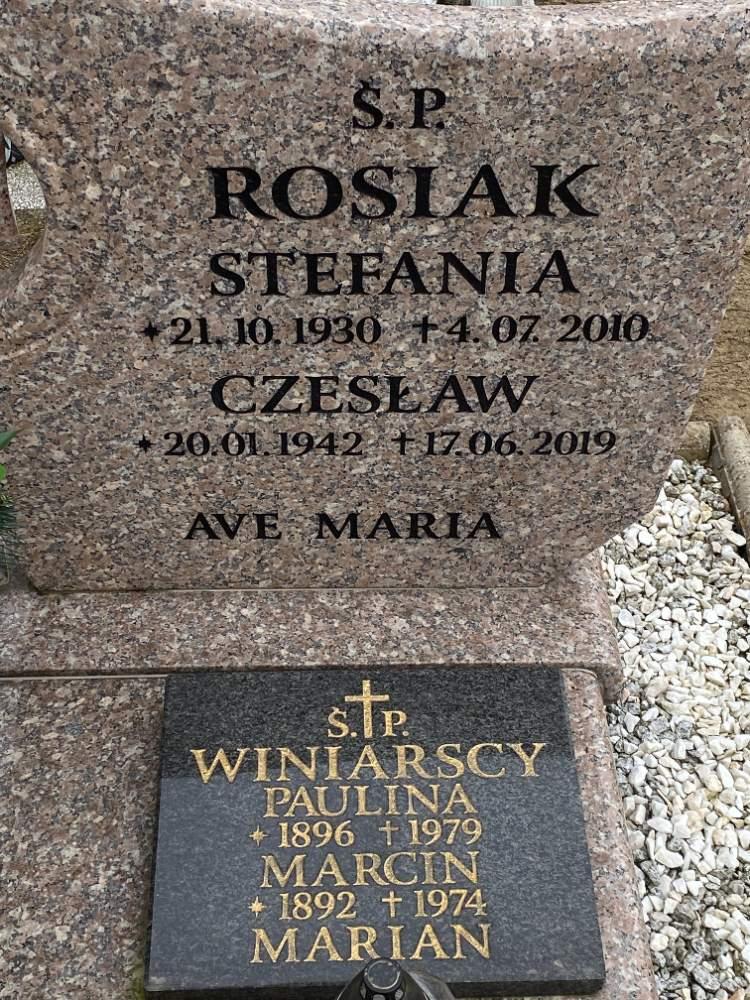 Ś.P.
ROSIAK
STEFANIA
*21.10.1930 †4.07.2010
CZESŁAW
*20.01.1942 †17.06.2019
AVE MARIA
Ś.†P.
WINIARSCY
PAULINA
*1896 †1979
MARCIN
*1892 †1974
MARIAN